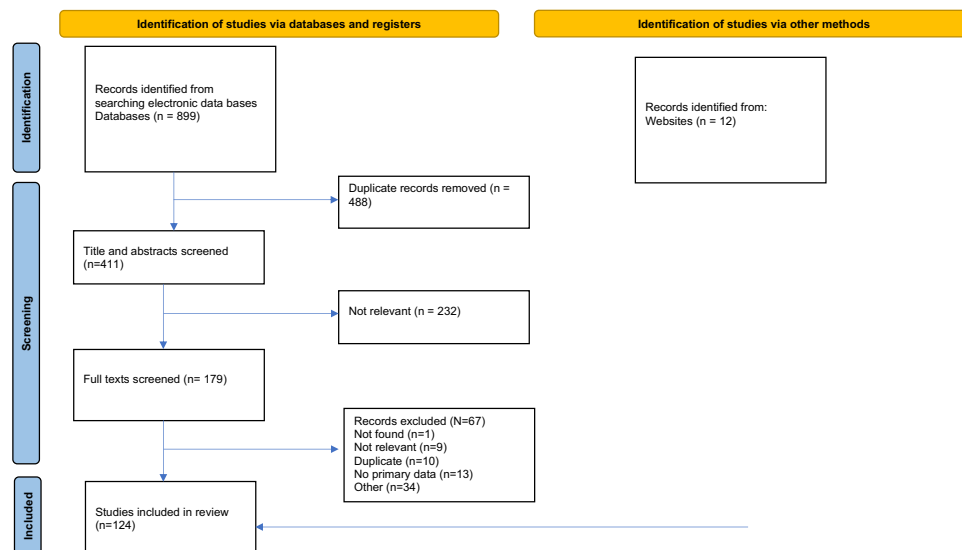 Identification of studies via databases and registers
Identification of studies via other methods
Identification
Records identified from
searching electronic data bases
Databases (n = 899)
Records identified from:
Websites (n = 12)
Screening
Duplicate records removed (n =
488)
Title and abstracts screened
(n=411)
Not relevant (n = 232)
Full texts screened (n= 179)
Records excluded (N=67)
Not found (n=1)
Not relevant (n=9)
Duplicate (n=10)
No primary data (n=13)
Other (n=34)
Included
Studies included in review
(n=124)